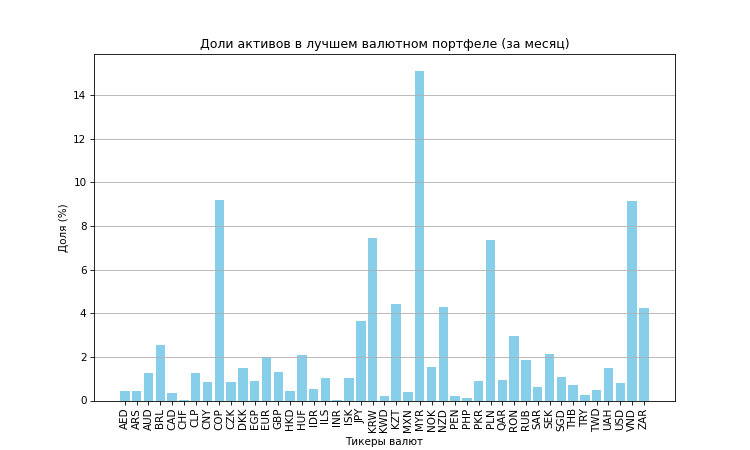 Доли активов в лучшем валютном портфеле (за месяц)
Доля (%)
14
12
10
8
6
4
2
0
AED ARS AUD BRL CAD CHF CLP CNY COP CZK DKK EGP EUR GBP HKD HUF IDR ILS INR ISK JPY KRW KWD KZT MXN MYR NOK NZD PEN PHP PKR PLN QAR RON RUB SAR SEK SGD THB TRY TWD UAH USD VND ZAR
Тикеры валют